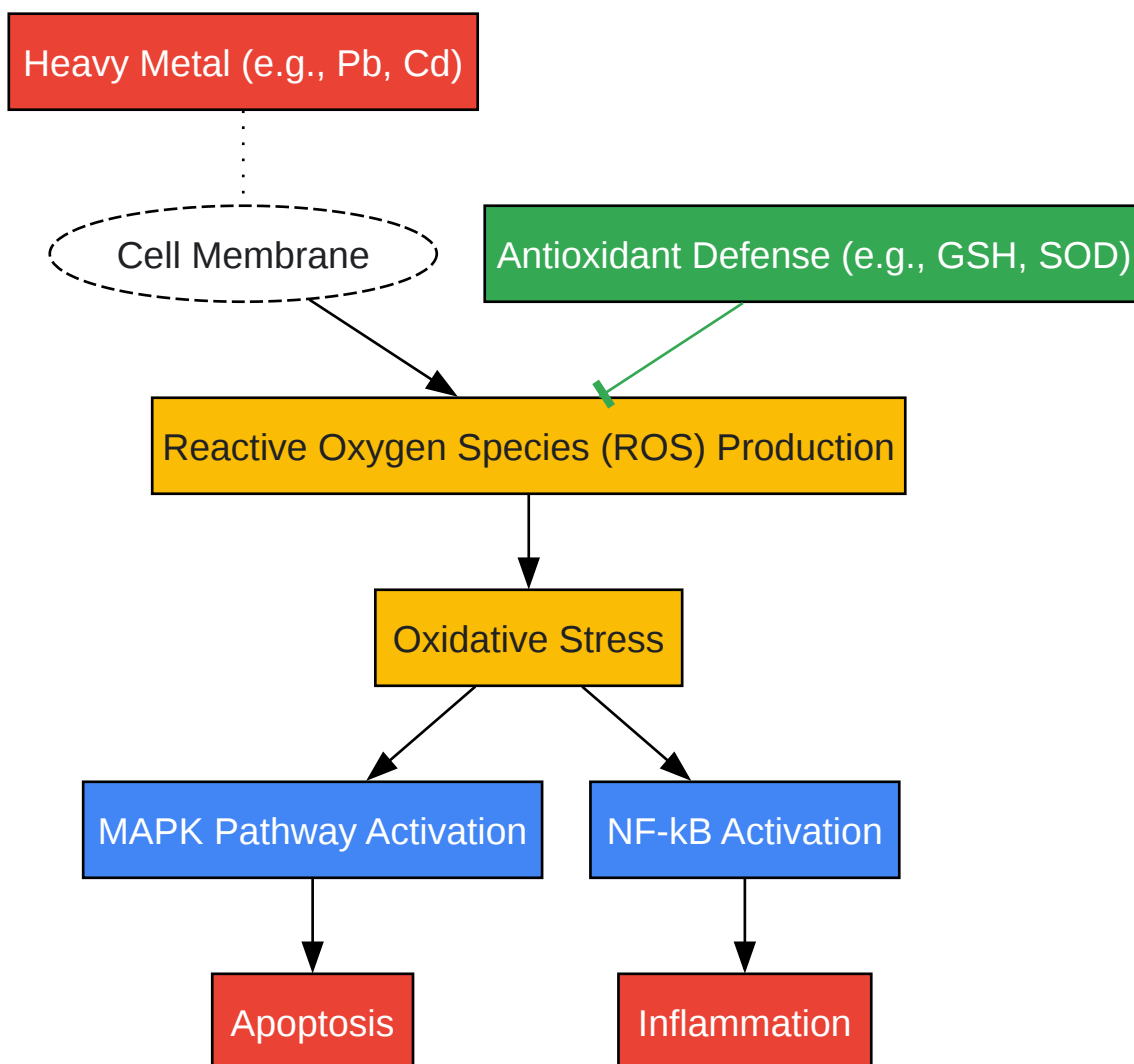 Heavy Metal (e.g., Pb, Cd)
Cell Membrane
Antioxidant Defense (e.g., GSH, SOD)
Reactive Oxygen Species (ROS) Production
Oxidative Stress
MAPK Pathway Activation
NF-kB Activation
Apoptosis
Inflammation